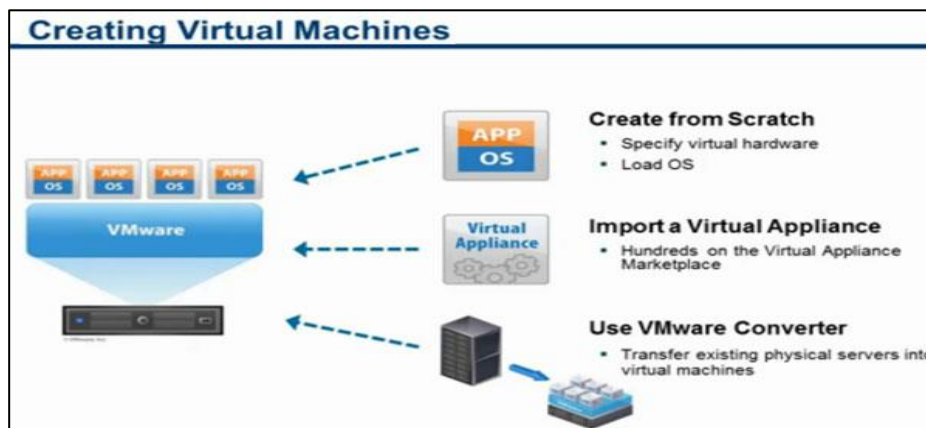 Creating Virtual Machines
APP
OS
Create from Scratch
▪ Specify virtual hardware
▪ Load OS
APP APP APP APP
OS OS OS OS
VMware
Virtual
Appliance
Import a Virtual Appliance
▪ Hundreds on the Virtual Appliance
Marketplace
Use VMware Converter
▪ Transfer existing physical servers into
virtual machines